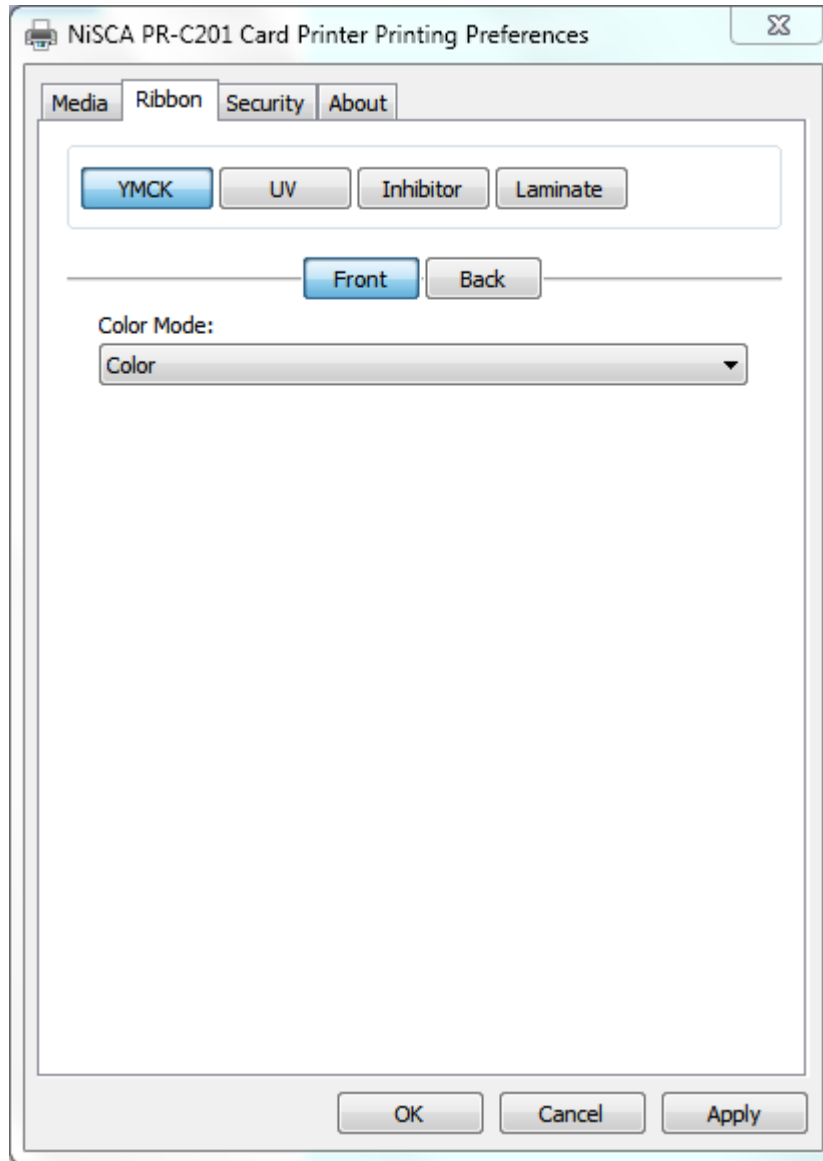 NiSCA PR-C201 Card Printer Printing Preferences
Media Ribbon Security About
YMCK UV Inhibitor Laminate
Front Back
Color Mode:
Color
OK Cancel Apply